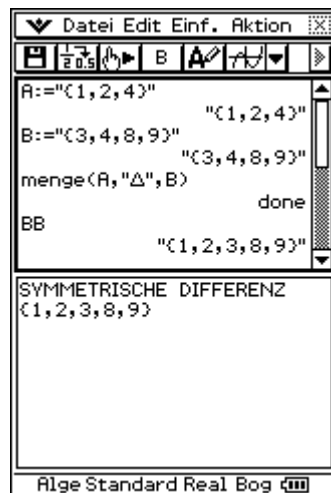 Datei Edit Einf. Aktion
B
A:="{1,2,4}"
"{1,2,4}"
B:="{3,4,8,9}"
"{3,4,8,9}"
menge(A,"Δ",B)
done
BB
"{1,2,3,8,9}"
SYMMETRISCHE DIFFERENZ
{1,2,3,8,9}
Alge Standard Real Bog